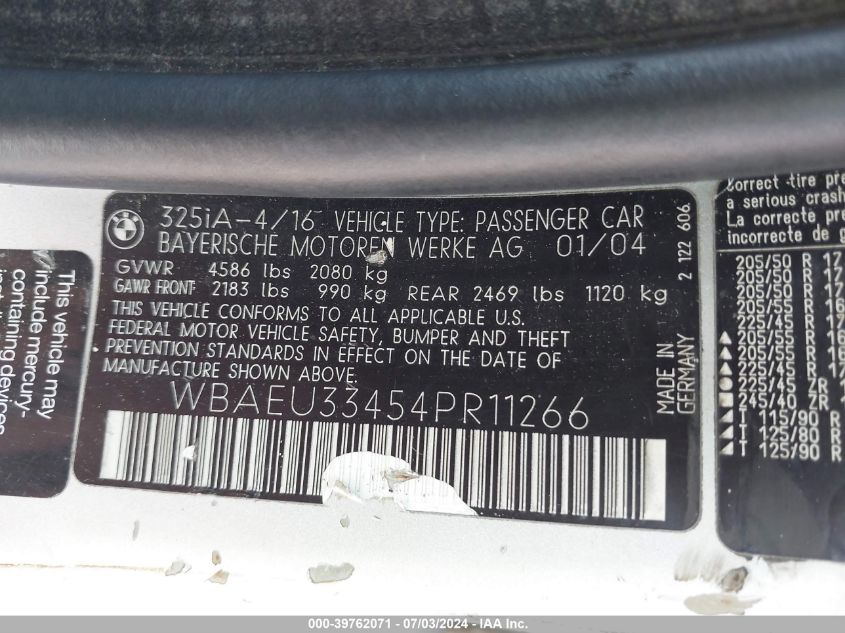 325iA-4/16 VEHICLE TYPE: PASSENGER CAR
BAYERISCHE MOTOREN WERKE AG 01/04
GVWR 4586 lbs 2080 kg
GAWR FRONT: 2183 lbs 990 kg REAR 2469 lbs 1120 kg
THIS VEHICLE CONFORMS TO ALL APPLICABLE U.S.
FEDERAL MOTOR VEHICLE SAFETY, BUMPER AND THEFT
PREVENTION STANDARDS IN EFFECT ON THE DATE OF
MANUFACTURE SHOWN ABOVE.
WBAEU33454PR11266
MADE IN
GERMANY
2 122 606
This vehicle may
include mercury-
containing devices
Correct tire pre
a serious crash
La correcte pre
incorrecte de g
205/50 R 17
205/50 R 17
205/55 R 16
225/45 R 17
205/55 R 16
205/55 R 16
225/45 R 17
225/45 ZR 1
245/40 ZR 1
T 115/90 R
T 125/80 R
T 125/90 R
000-39762071 - 07/03/2024 - IAA Inc.